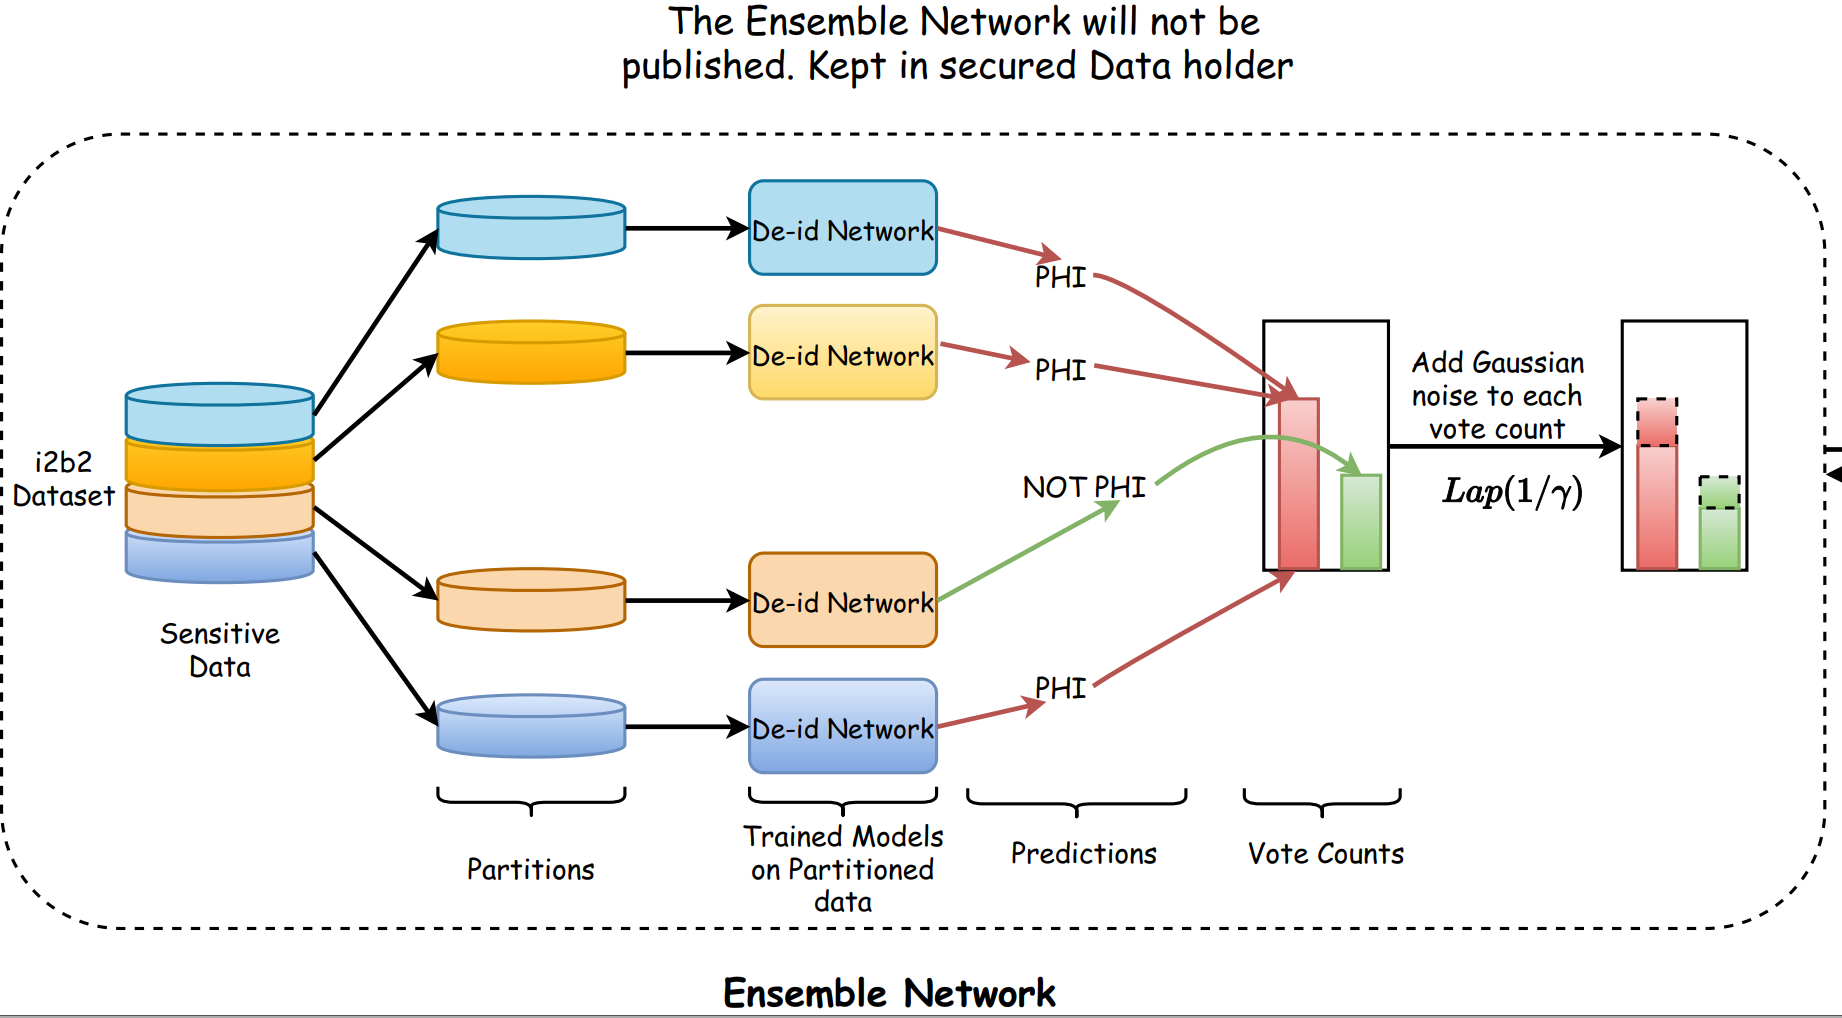 The Ensemble Network will not be
published. Kept in secured Data holder
De-id Network
PHI
De-id Network
PHI
i2b2
Dataset
Sensitive
Data
NOT PHI
De-id Network
PHI
De-id Network
Add Gaussian
noise to each
vote count
Lap(1/γ)
Partitions
Trained Models
on Partitioned
data
Predictions
Vote Counts
Ensemble Network